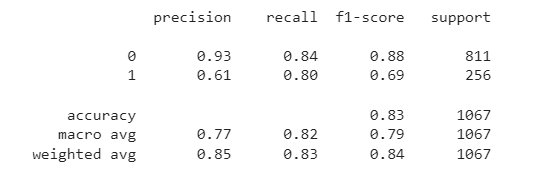 precision recall f1-score support
0 0.93 0.84 0.88 811
1 0.61 0.80 0.69 256
accuracy 0.83 1067
macro avg 0.77 0.82 0.79 1067
weighted avg 0.85 0.83 0.84 1067